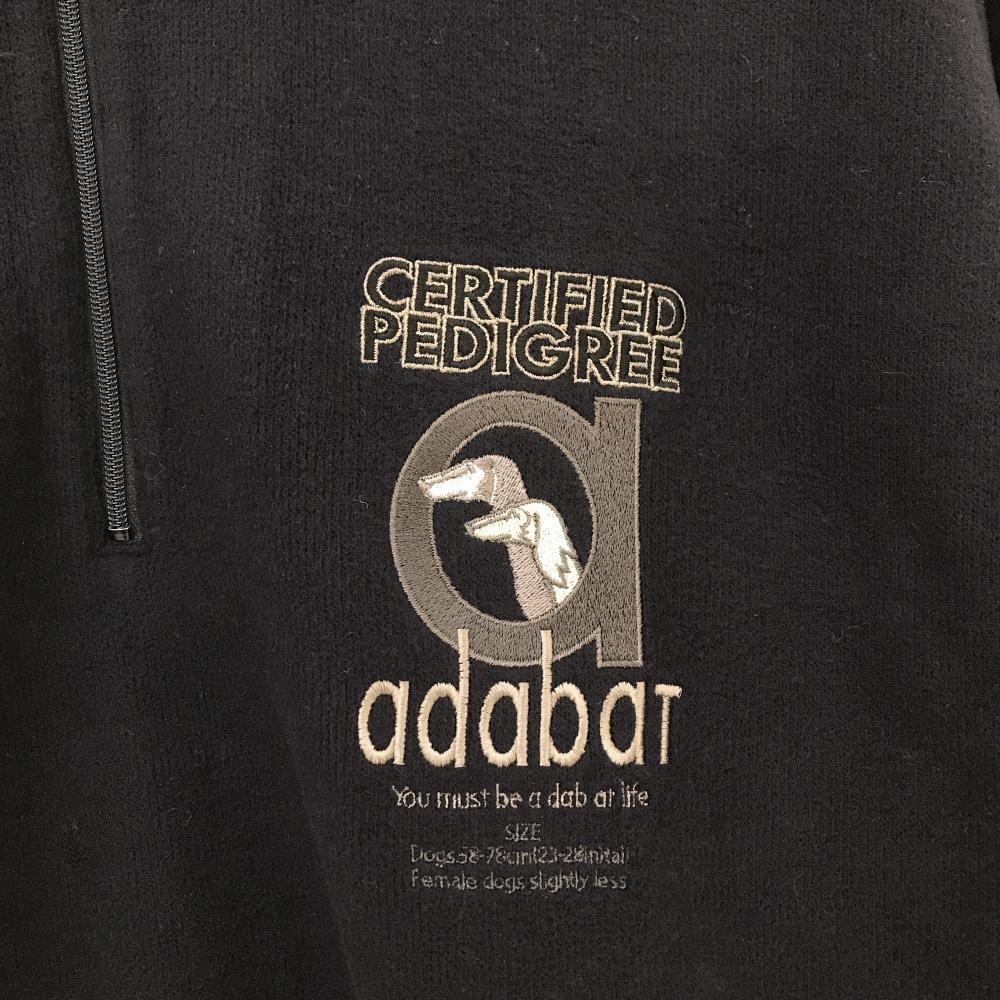 CERTIFIED
PEDIGREE
a
adabaT
You must be a dab at life
SIZE
Dogs 58-78cm(23-28in)tall
Female dogs slightly less